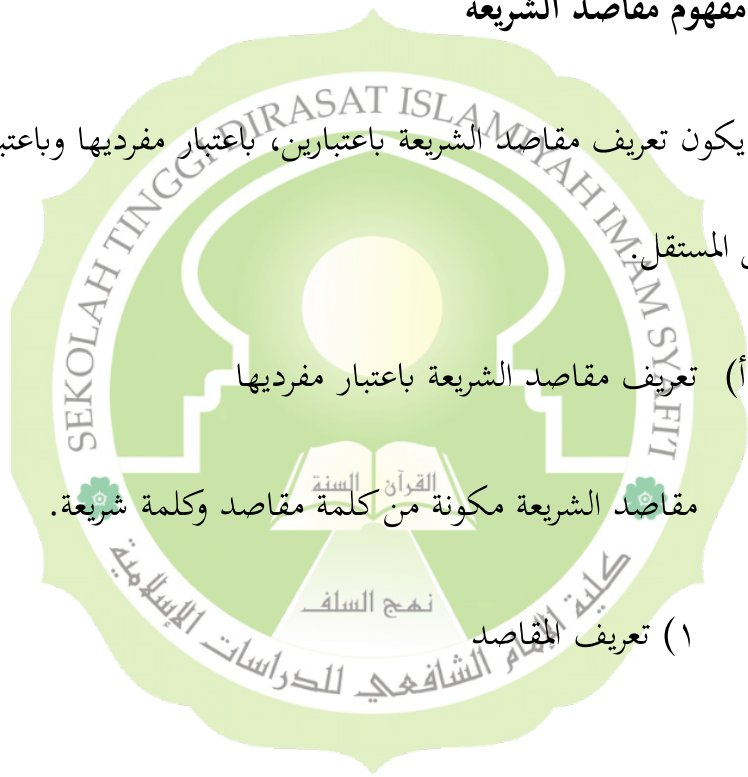 مفهوم مقاصد الشريعة
يكون تعريف مقاصد الشريعة باعتبارين، باعتبار مفرديها
المستقل.
أ) تعريف مقاصد الشريعة باعتبار مفرديها
مقاصد الشريعة مكونة من كلمة مقاصد وكلمة شريعة.
١) تعريف المقاصد
SEKOLAH TINGGI DIRASAT ISLAMIYAH IMAM SYAFI'I
القرآن السنة
نهج السلف
كلية الإمام الشافعي للدراسات الإسلامية